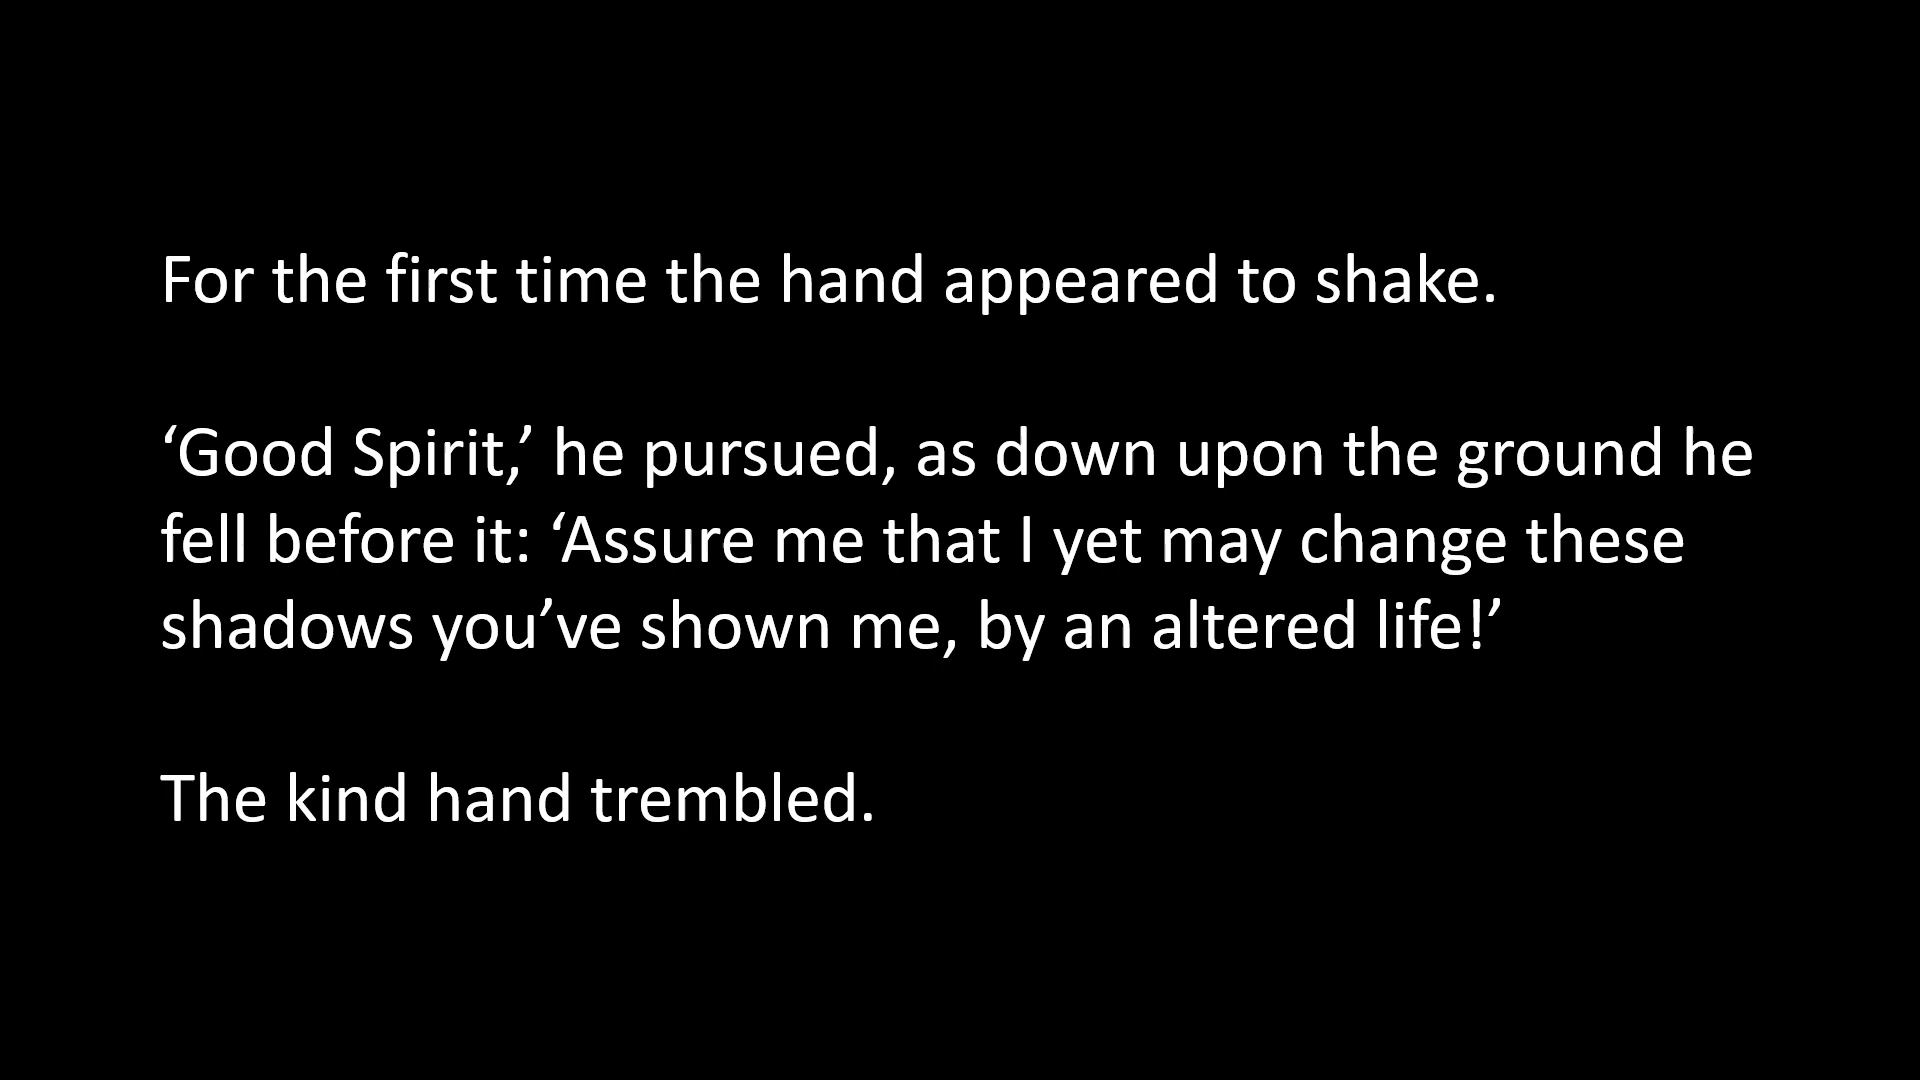 For the first time the hand appeared to shake.
‘Good Spirit,’ he pursued, as down upon the ground he
fell before it: ‘Assure me that I yet may change these
shadows you’ve shown me, by an altered life!’
The kind hand trembled.